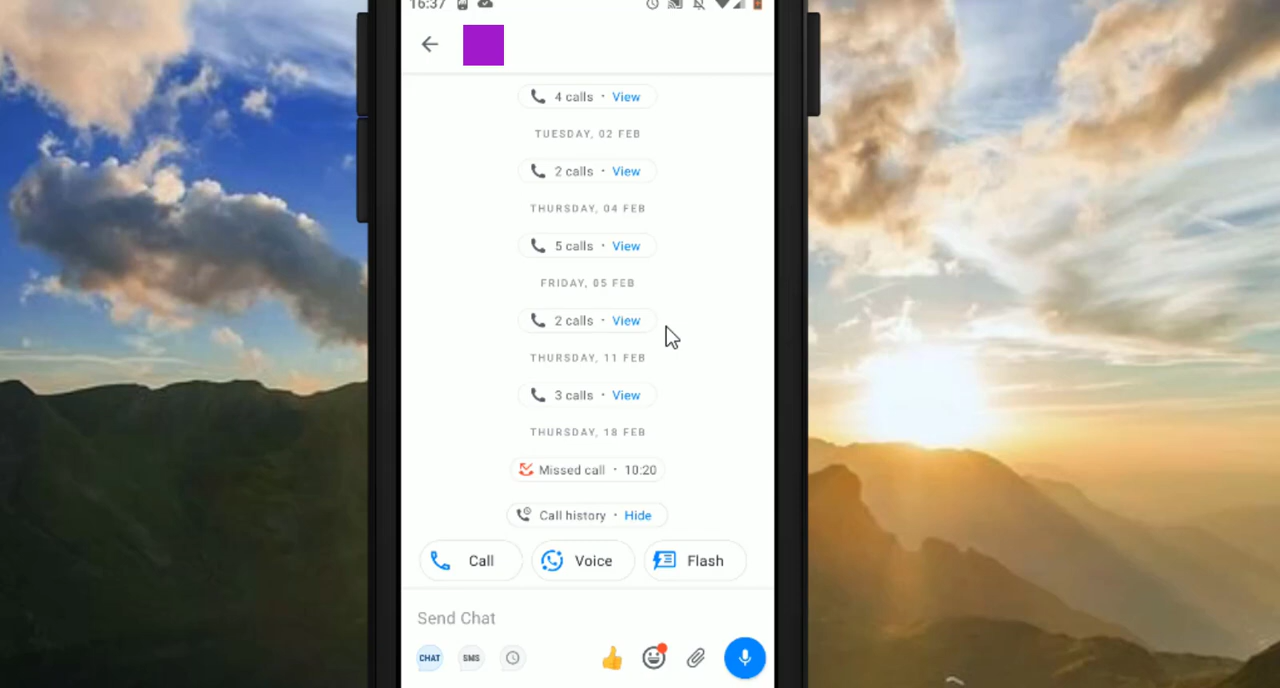 16:37
4 calls · View
TUESDAY, 02 FEB
2 calls · View
THURSDAY, 04 FEB
5 calls · View
FRIDAY, 05 FEB
2 calls · View
THURSDAY, 11 FEB
3 calls · View
THURSDAY, 18 FEB
Missed call · 10:20
Call history · Hide
Call Voice Flash
Send Chat
CHAT SMS